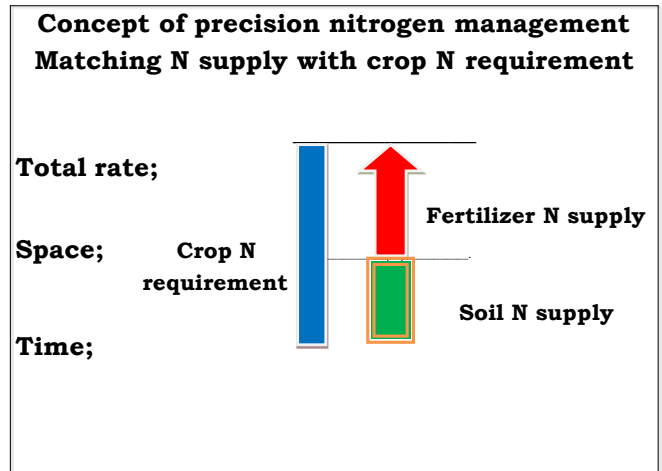 Concept of precision nitrogen management
Matching N supply with crop N requirement
Total rate;
Fertilizer N supply
Space;
Crop N
requirement
Soil N supply
Time;